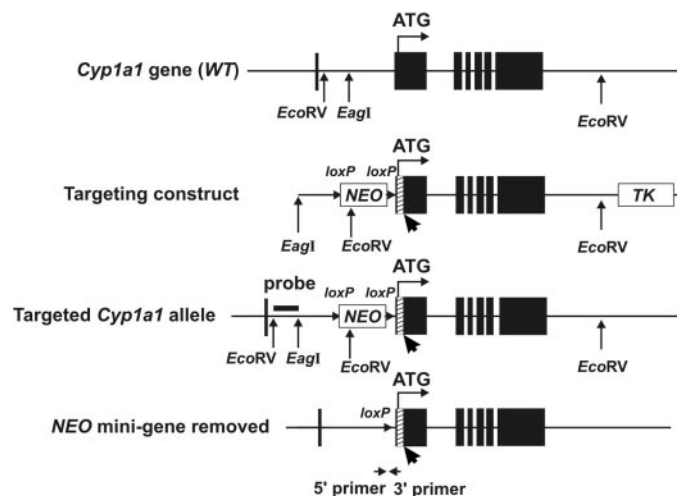 ATG
Cyp1a1 gene (WT)
EcoRV EagI
EcoRV
ATG
loxP loxP
Targeting construct NEO TK
EagI EcoRV EcoRV
ATG
probe
loxP loxP
Targeted Cyp1a1 allele NEO
EcoRV EagI EcoRV EcoRV
ATG
loxP
NEO mini-gene removed
5' primer 3' primer